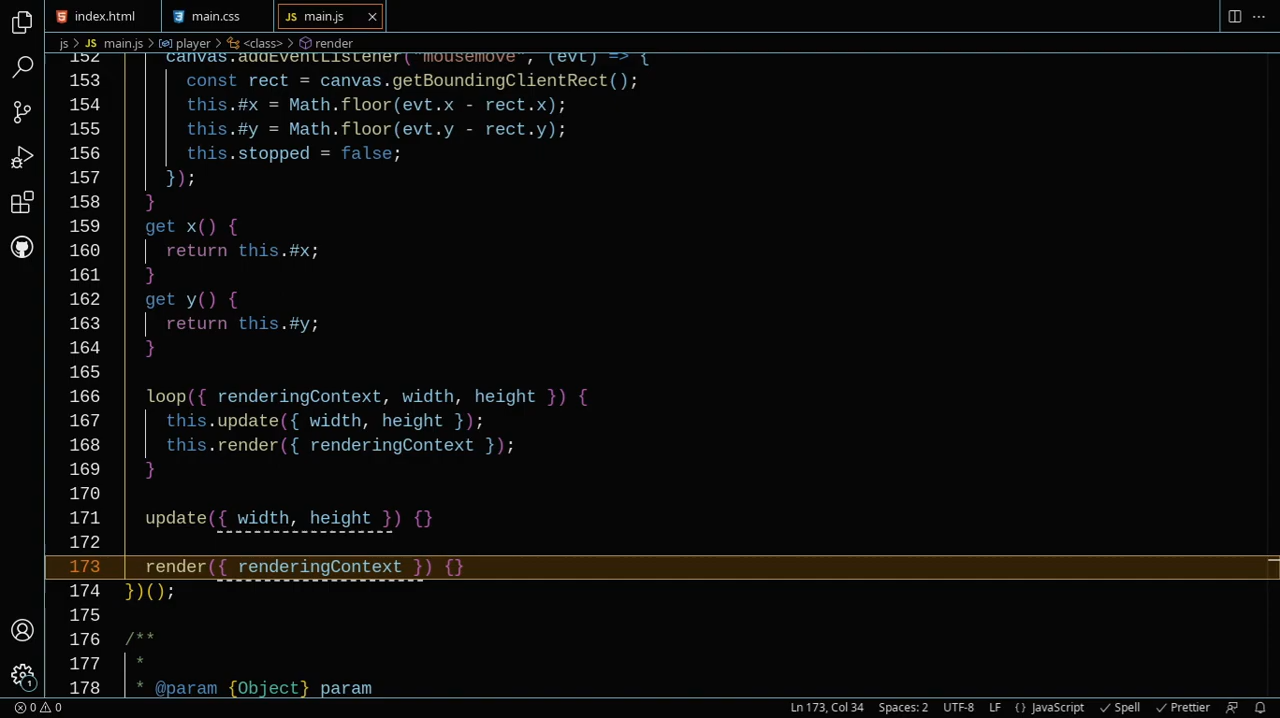 index.html main.css JS main.js
js > JS main.js > player > <class> > render
152 canvas.addEventListener("mousemove", (evt) => {
153 const rect = canvas.getBoundingClientRect();
154 this.#x = Math.floor(evt.x - rect.x);
155 this.#y = Math.floor(evt.y - rect.y);
156 this.stopped = false;
157 });
158 }
159 get x() {
160 return this.#x;
161 }
162 get y() {
163 return this.#y;
164 }
165
166 loop({ renderingContext, width, height }) {
167 this.update({ width, height });
168 this.render({ renderingContext });
169 }
170
171 update({ width, height }) {}
172
173 render({ renderingContext }) {}
174 })();
175
176 /**
177 *
178 * @param {Object} param
1
0 0 Ln 173, Col 34 Spaces: 2 UTF-8 LF {} JavaScript Spell Prettier